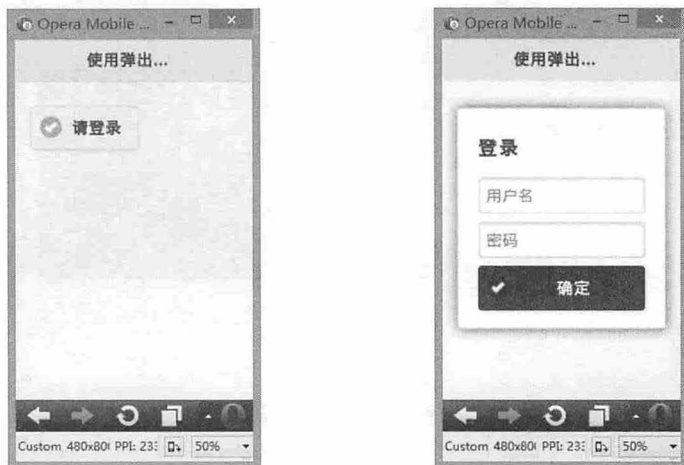 Opera Mobile ...
使用弹出...
请登录
Custom 480x80 PPI: 23 50%
Opera Mobile ...
使用弹出...
登录
用户名
密码
确定
Custom 480x80 PPI: 23 50%